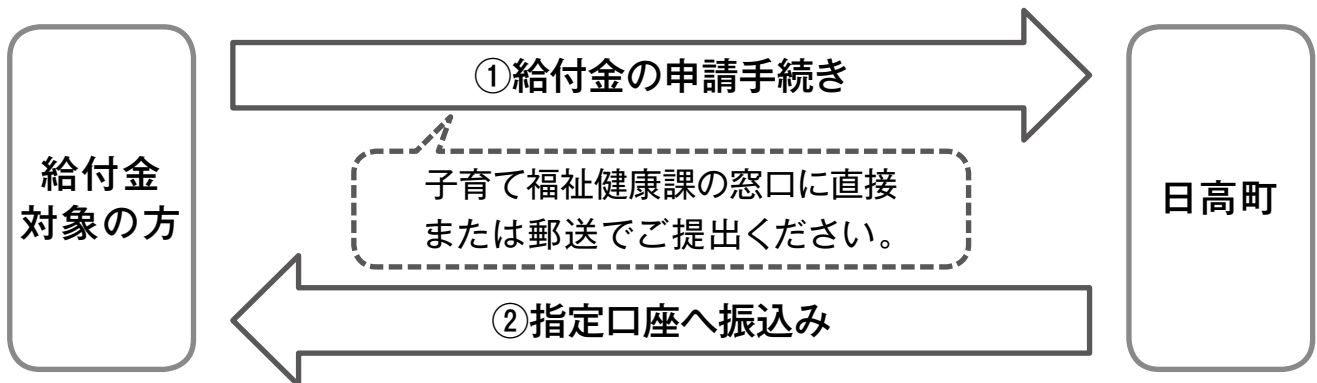 ①給付金の申請手続き
給付金
対象の方
子育て福祉健康課の窓口に直接
または郵送でご提出ください。
日高町
②指定口座へ振込み